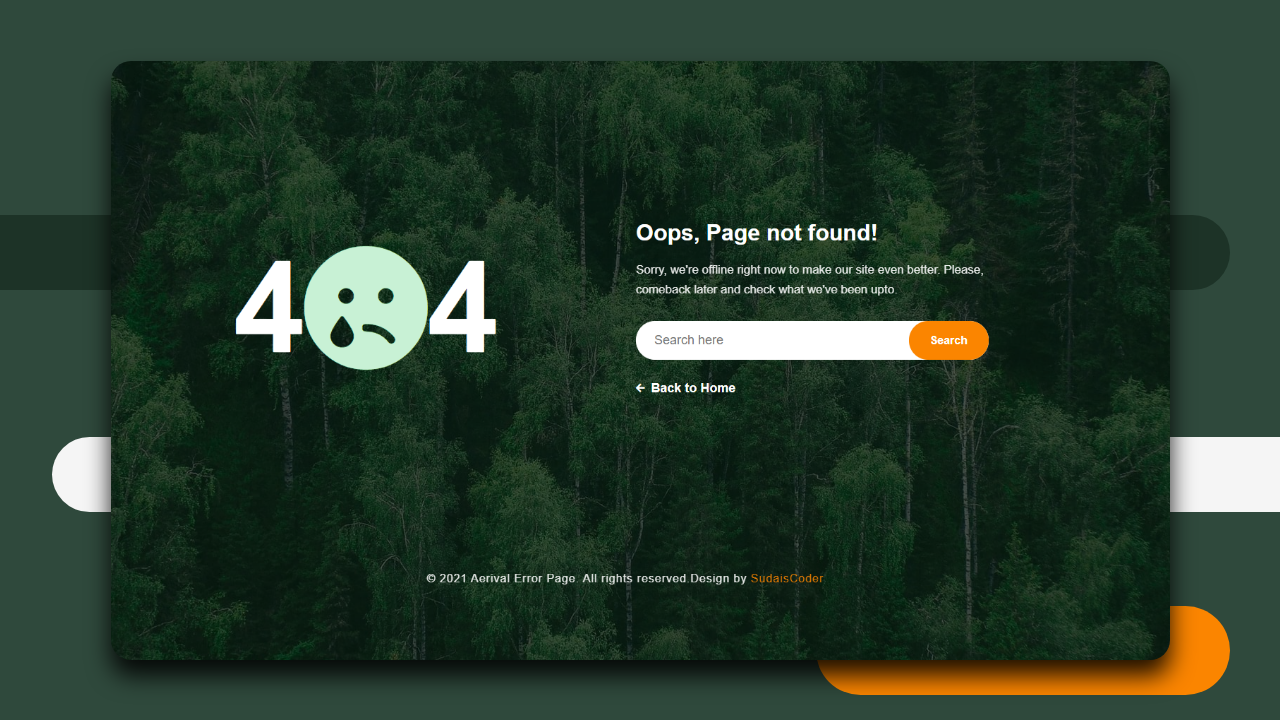 4 4
Oops, Page not found!
Sorry, we're offline right now to make our site even better. Please,
comeback later and check what we've been upto.
Search here
Search
← Back to Home
© 2021 Aerival Error Page. All rights reserved.Design by SudaisCoder